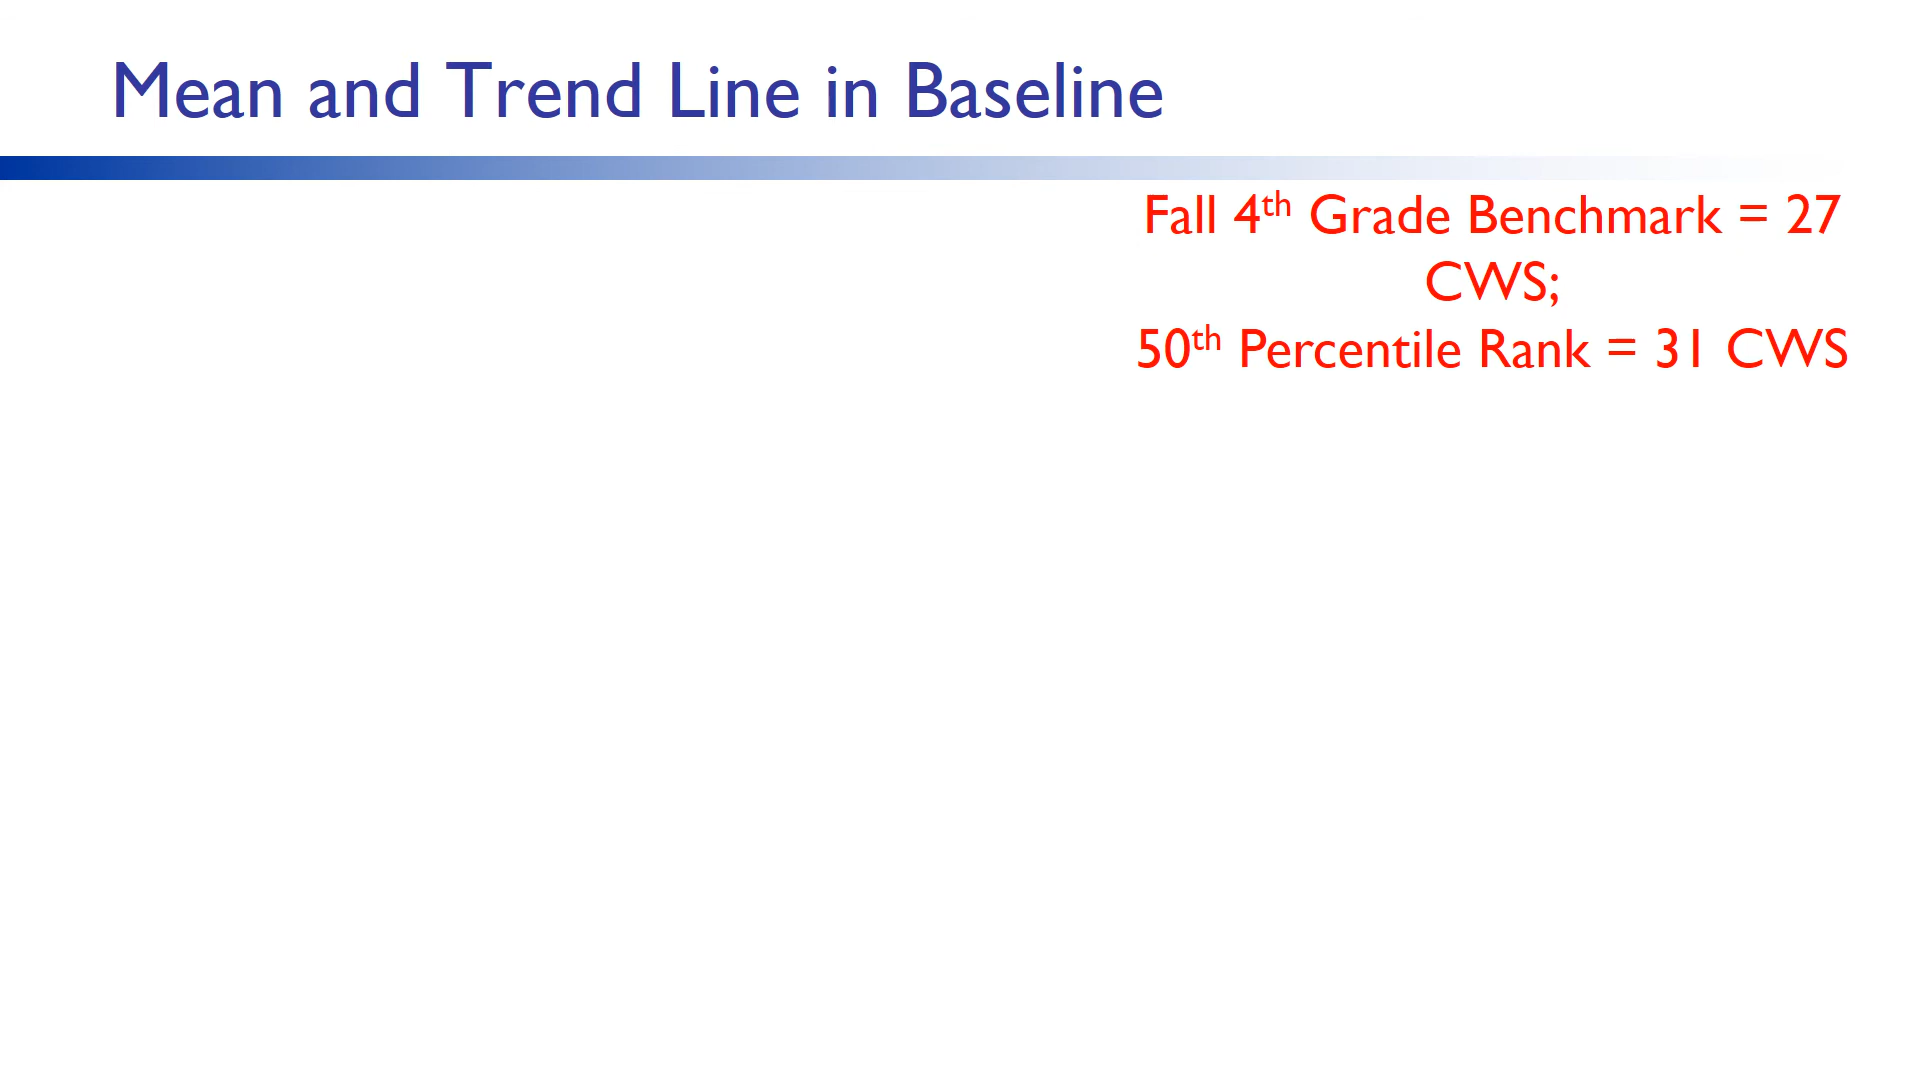 Mean and Trend Line in Baseline
Fall 4th Grade Benchmark = 27
CWS;
50th Percentile Rank = 31 CWS